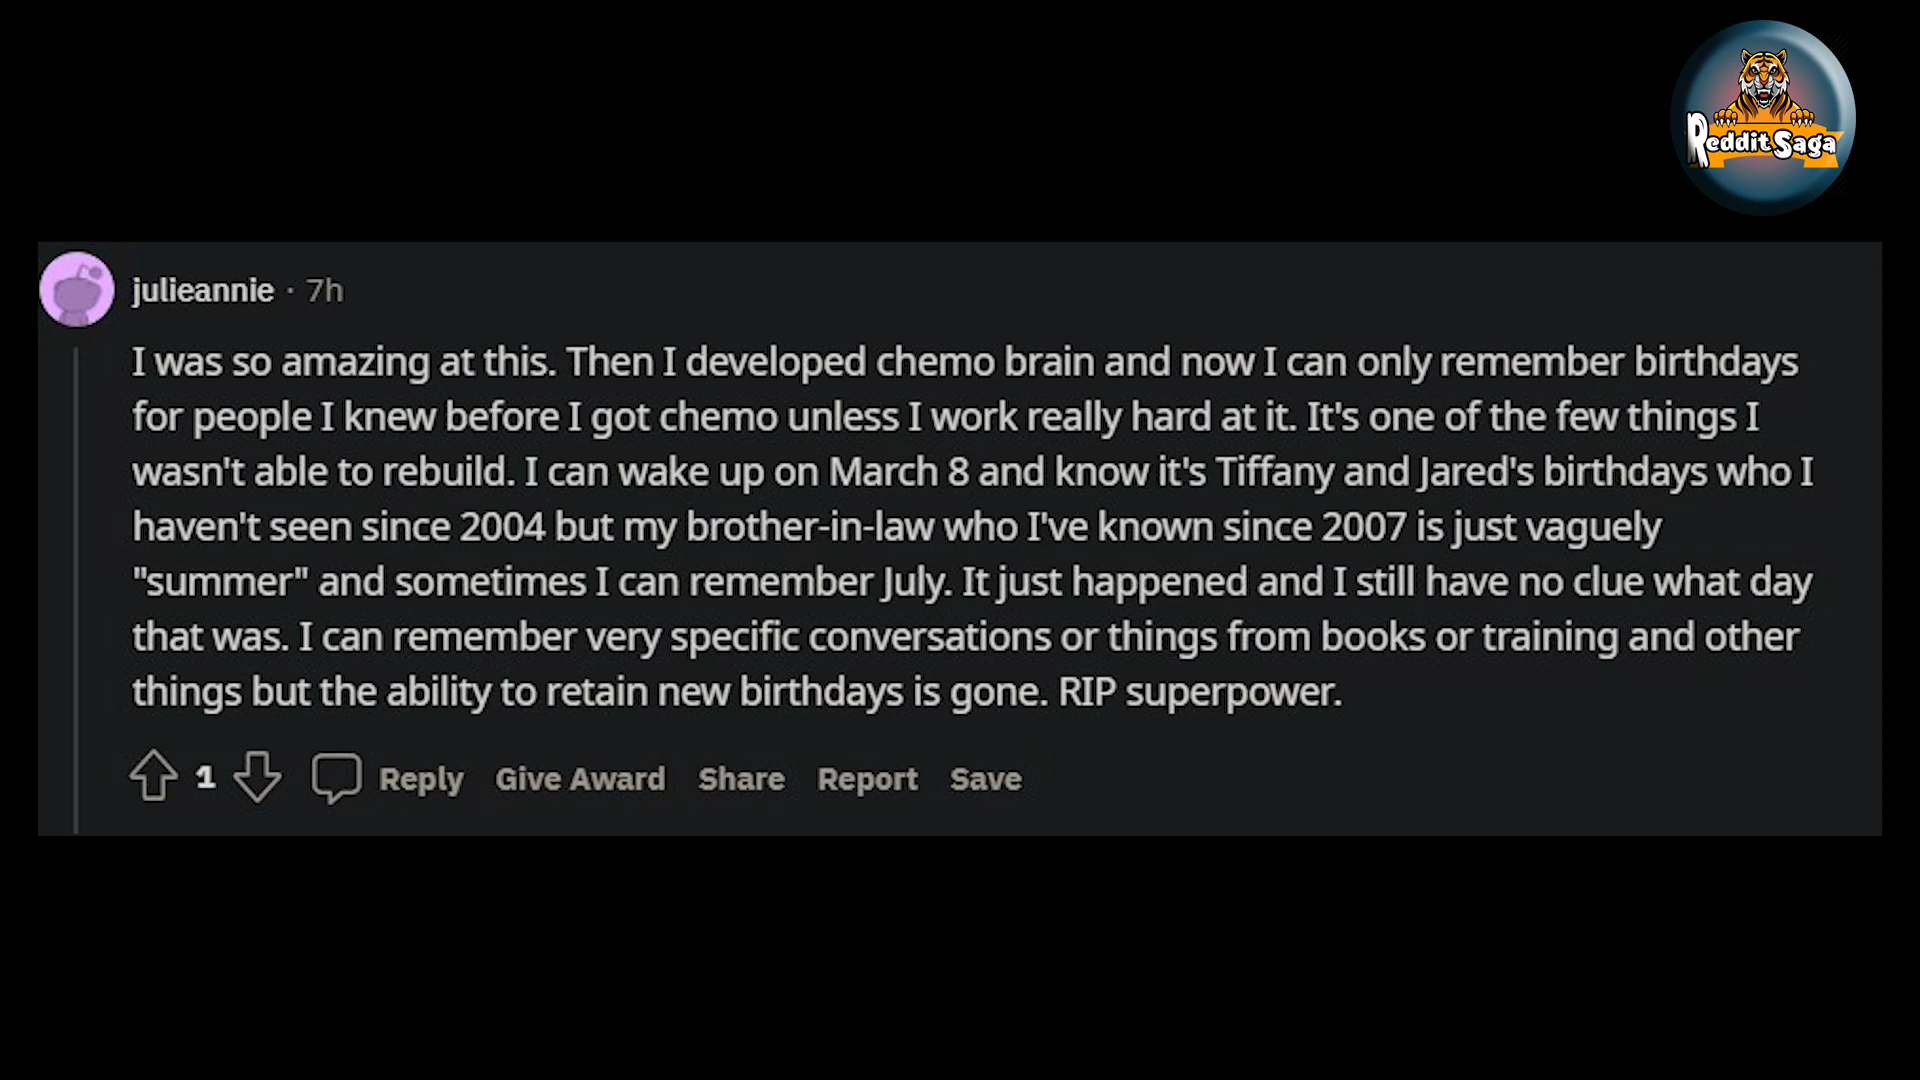 Reddit Saga
julieannie · 7h
I was so amazing at this. Then I developed chemo brain and now I can only remember birthdays
for people I knew before I got chemo unless I work really hard at it. It's one of the few things I
wasn't able to rebuild. I can wake up on March 8 and know it's Tiffany and Jared's birthdays who I
haven't seen since 2004 but my brother-in-law who I've known since 2007 is just vaguely
"summer" and sometimes I can remember July. It just happened and I still have no clue what day
that was. I can remember very specific conversations or things from books or training and other
things but the ability to retain new birthdays is gone. RIP superpower.
1 Reply Give Award Share Report Save